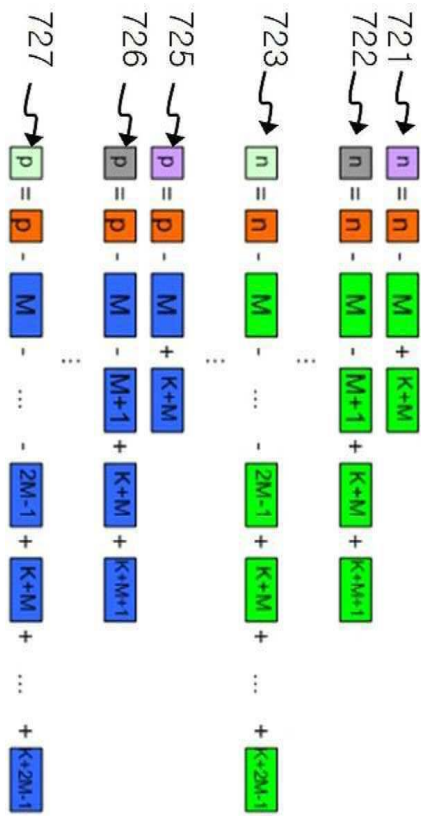 721 n = n - M + K+M
722 n = n - M - M+1 + K+M + K+M+1
...
...
723 n = n - M - ... - 2M-1 + K+M + ... + K+2M-1
725 p = p - M + K+M
726 p = p - M - M+1 + K+M + K+M+1
...
727 p = p - M - ... - 2M-1 + K+M + ... + K+2M-1